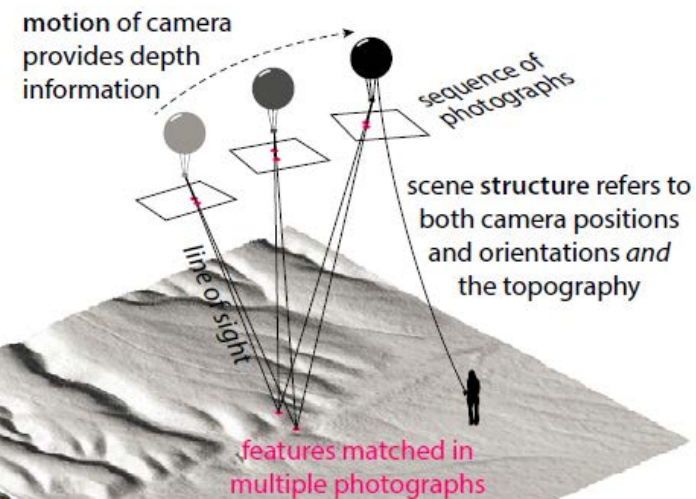 motion of camera
provides depth
information
sequence of
photographs
scene structure refers to
both camera positions
and orientations and
the topography
line of sight
features matched in
multiple photographs